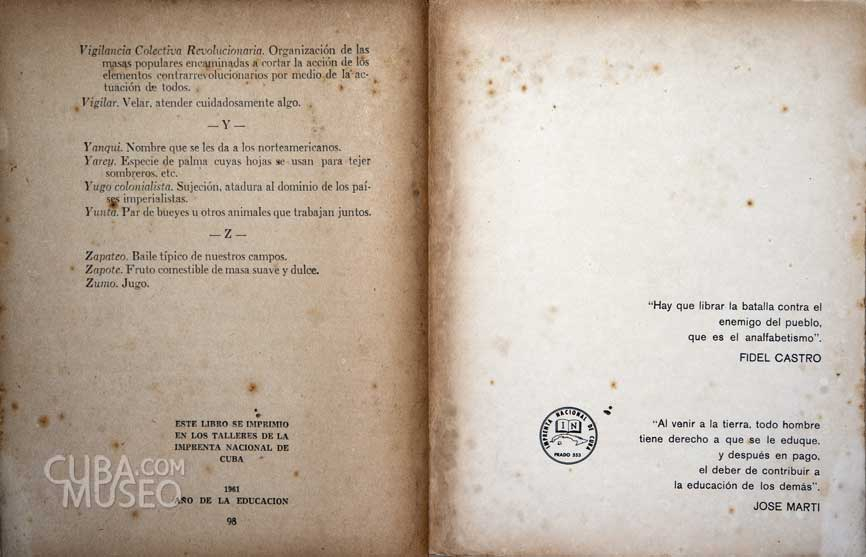 Vigilancia Colectiva Revolucionaria. Organización de las
masas populares encaminadas a cortar la acción de los
elementos contrarrevolucionarios por medio de la ac-
tuación de todos.
Vigilar. Velar, atender cuidadosamente algo.
— Y —
Yanqui. Nombre que se les da a los norteamericanos.
Yarey. Especie de palma cuyas hojas se usan para tejer
sombreros, etc.
Yugo colonialista. Sujeción, atadura al dominio de los paí-
ses imperialistas.
Yunta. Par de bueyes u otros animales que trabajan juntos.
— Z —
Zapateo. Baile típico de nuestros campos.
Zapote. Fruto comestible de masa suave y dulce.
Zumo. Jugo.
ESTE LIBRO SE IMPRIMIO
EN LOS TALLERES DE LA
IMPRENTA NACIONAL DE
CUBA
1961
AÑO DE LA EDUCACION
98
CUBA.COM
MUSEO
"Hay que librar la batalla contra el
enemigo del pueblo,
que es el analfabetismo".
FIDEL CASTRO
IMPRENTA NACIONAL DE CUBA
IN
PRADO 553
"Al venir a la tierra, todo hombre
tiene derecho a que se le eduque,
y después en pago,
el deber de contribuir a
la educación de los demás".
JOSE MARTI